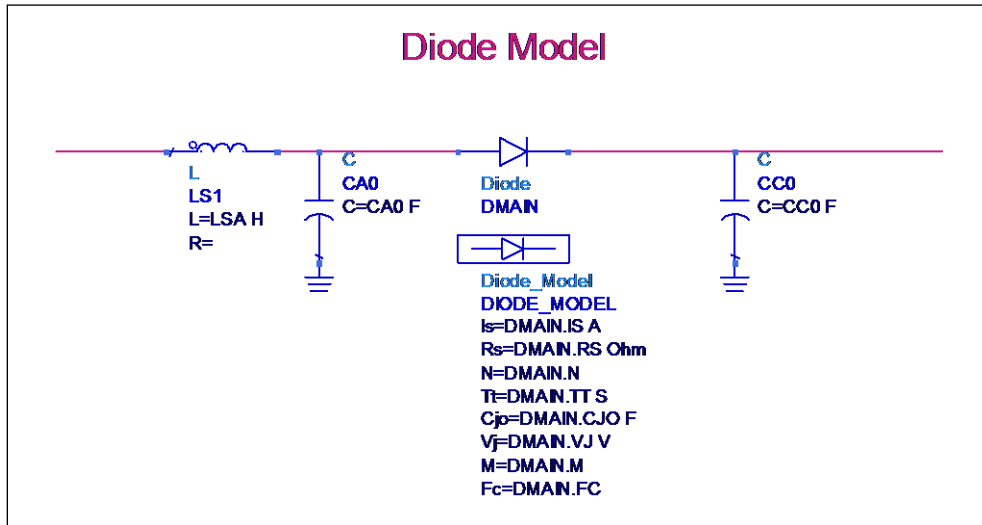 Diode Model
L
LS1
L=LSA H
R=
C
CA0
C=CA0 F
Diode
DMAIN
C
CC0
C=CC0 F
Diode_Model
DIODE_MODEL
Is=DMAIN.IS A
Rs=DMAIN.RS Ohm
N=DMAIN.N
Tt=DMAIN.TT S
Cjo=DMAIN.CJO F
Vj=DMAIN.VJ V
M=DMAIN.M
Fc=DMAIN.FC